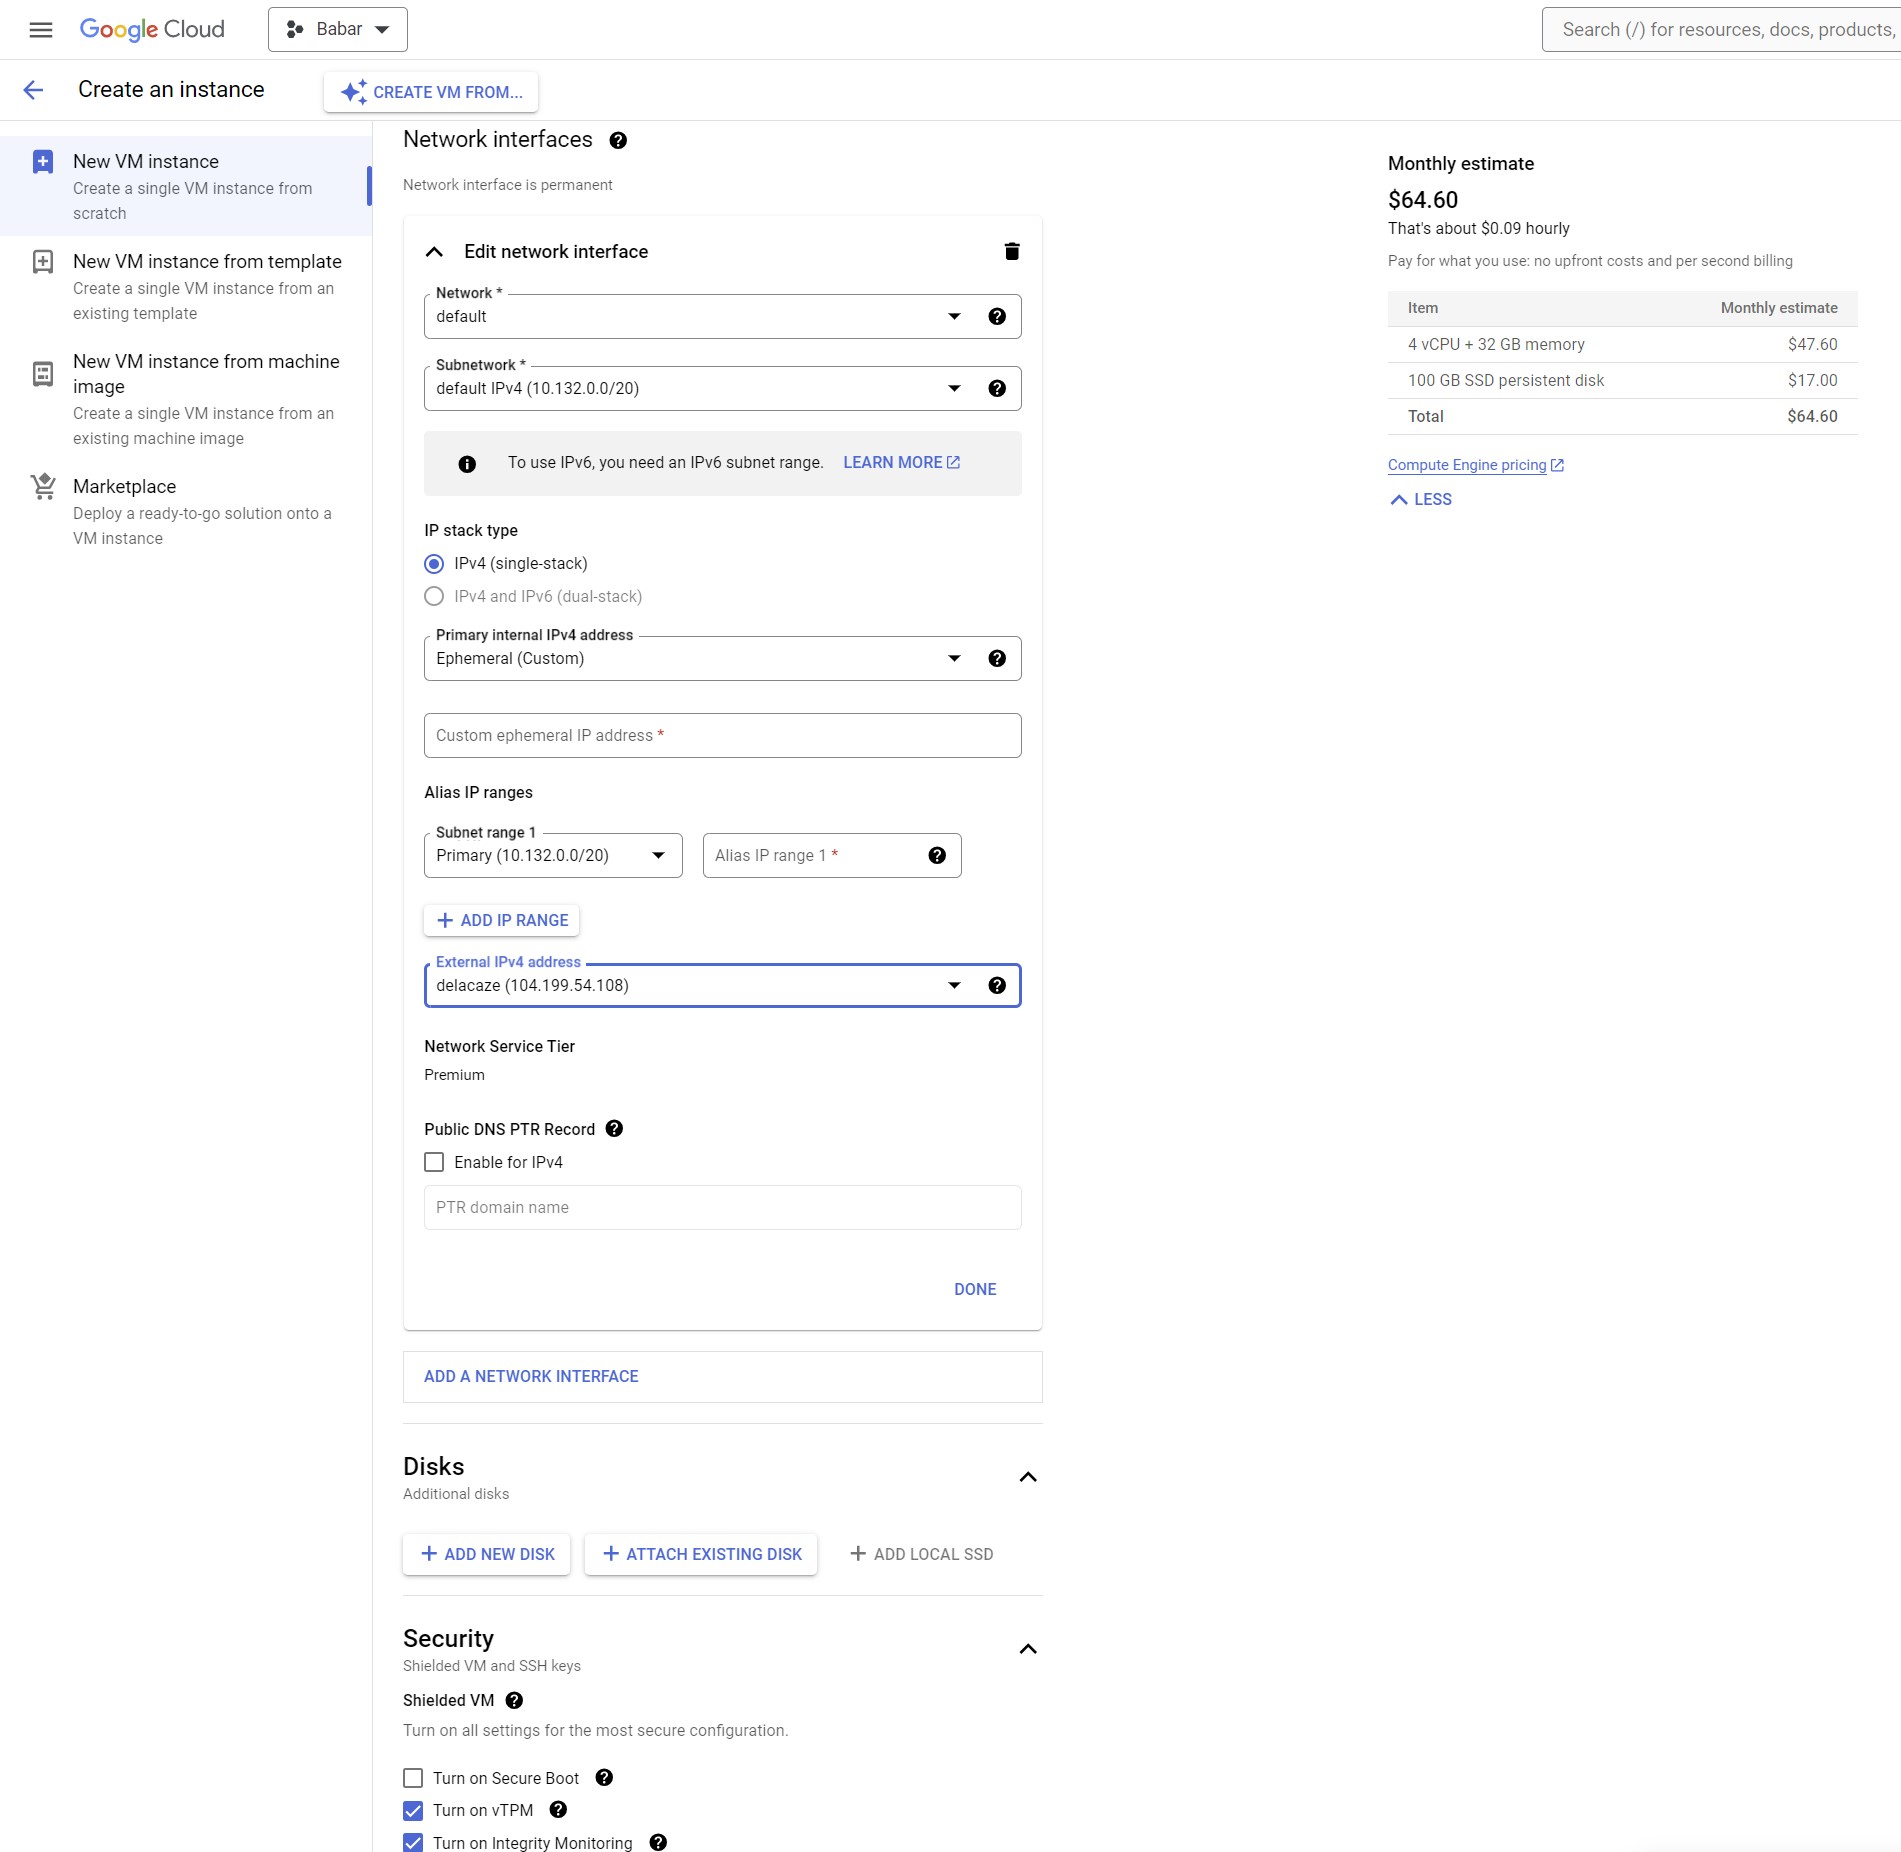 Google Cloud
Babar
Search (/) for resources, docs, products,
Create an instance
CREATE VM FROM...
New VM instance
Create a single VM instance from
scratch
New VM instance from template
Create a single VM instance from an
existing template
New VM instance from machine
image
Create a single VM instance from an
existing machine image
Marketplace
Deploy a ready-to-go solution onto a
VM instance
Network interfaces
Network interface is permanent
Edit network interface
Network *
default
Subnetwork *
default IPv4 (10.132.0.0/20)
To use IPv6, you need an IPv6 subnet range. LEARN MORE
IP stack type
IPv4 (single-stack)
IPv4 and IPv6 (dual-stack)
Primary internal IPv4 address
Ephemeral (Custom)
Custom ephemeral IP address *
Alias IP ranges
Subnet range 1
Primary (10.132.0.0/20)
Alias IP range 1 *
ADD IP RANGE
External IPv4 address
delacaze (104.199.54.108)
Network Service Tier
Premium
Public DNS PTR Record
Enable for IPv4
PTR domain name
DONE
ADD A NETWORK INTERFACE
Disks
Additional disks
ADD NEW DISK
ATTACH EXISTING DISK
ADD LOCAL SSD
Security
Shielded VM and SSH keys
Shielded VM
Turn on all settings for the most secure configuration.
Turn on Secure Boot
Turn on vTPM
Turn on Integrity Monitoring
Monthly estimate
$64.60
That's about $0.09 hourly
Pay for what you use: no upfront costs and per second billing
Item Monthly estimate
4 vCPU + 32 GB memory $47.60
100 GB SSD persistent disk $17.00
Total $64.60
Compute Engine pricing
LESS